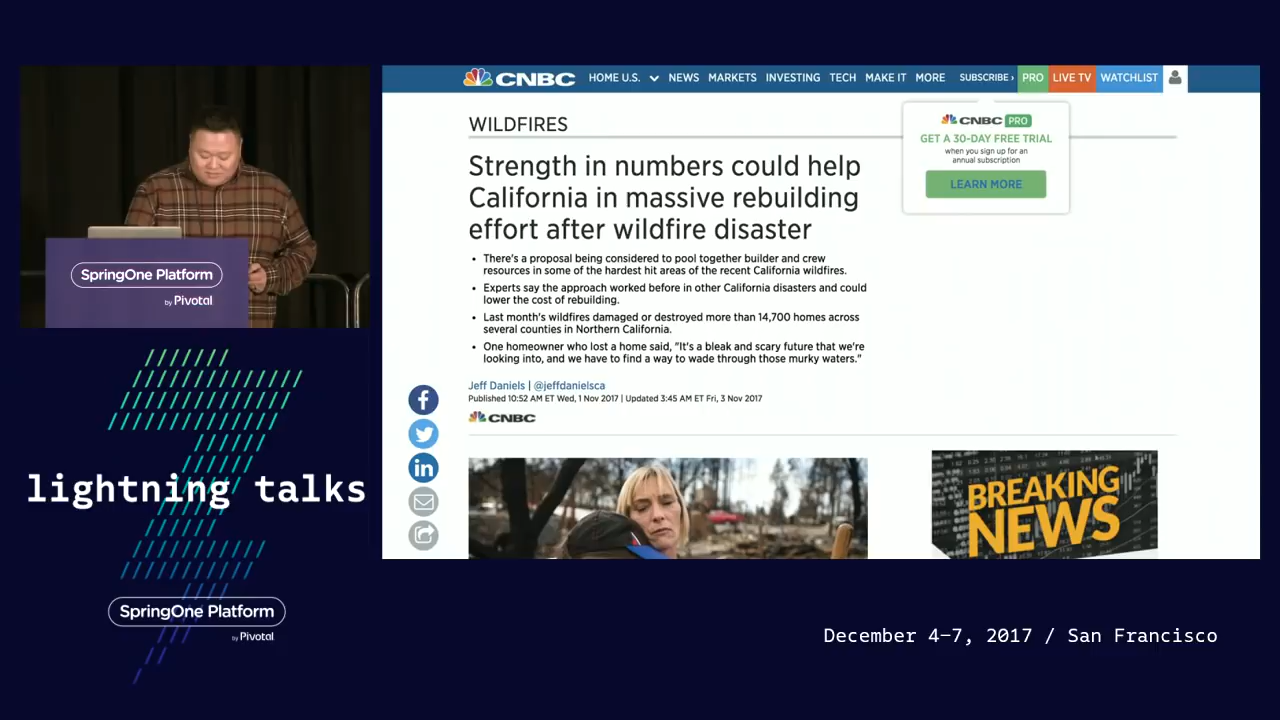 SpringOne Platform
by Pivotal
lightning talks
SpringOne Platform
by Pivotal
CNBC
HOME U.S. NEWS MARKETS INVESTING TECH MAKE IT MORE SUBSCRIBE › PRO LIVE TV WATCHLIST
WILDFIRES
Strength in numbers could help
California in massive rebuilding
effort after wildfire disaster
• There's a proposal being considered to pool together builder and crew
resources in some of the hardest hit areas of the recent California wildfires.
• Experts say the approach worked before in other California disasters and could
lower the cost of rebuilding.
• Last month's wildfires damaged or destroyed more than 14,700 homes across
several counties in Northern California.
• One homeowner who lost a home said, "It's a bleak and scary future that we're
looking into, and we have to find a way to wade through those murky waters."
Jeff Daniels | @jeffdanielsca
Published 10:52 AM ET Wed, 1 Nov 2017 | Updated 3:45 AM ET Fri, 3 Nov 2017
CNBC
CNBC PRO
GET A 30-DAY FREE TRIAL
when you sign up for an
annual subscription
LEARN MORE
f
in
BREAKING
NEWS
December 4–7, 2017 / San Francisco